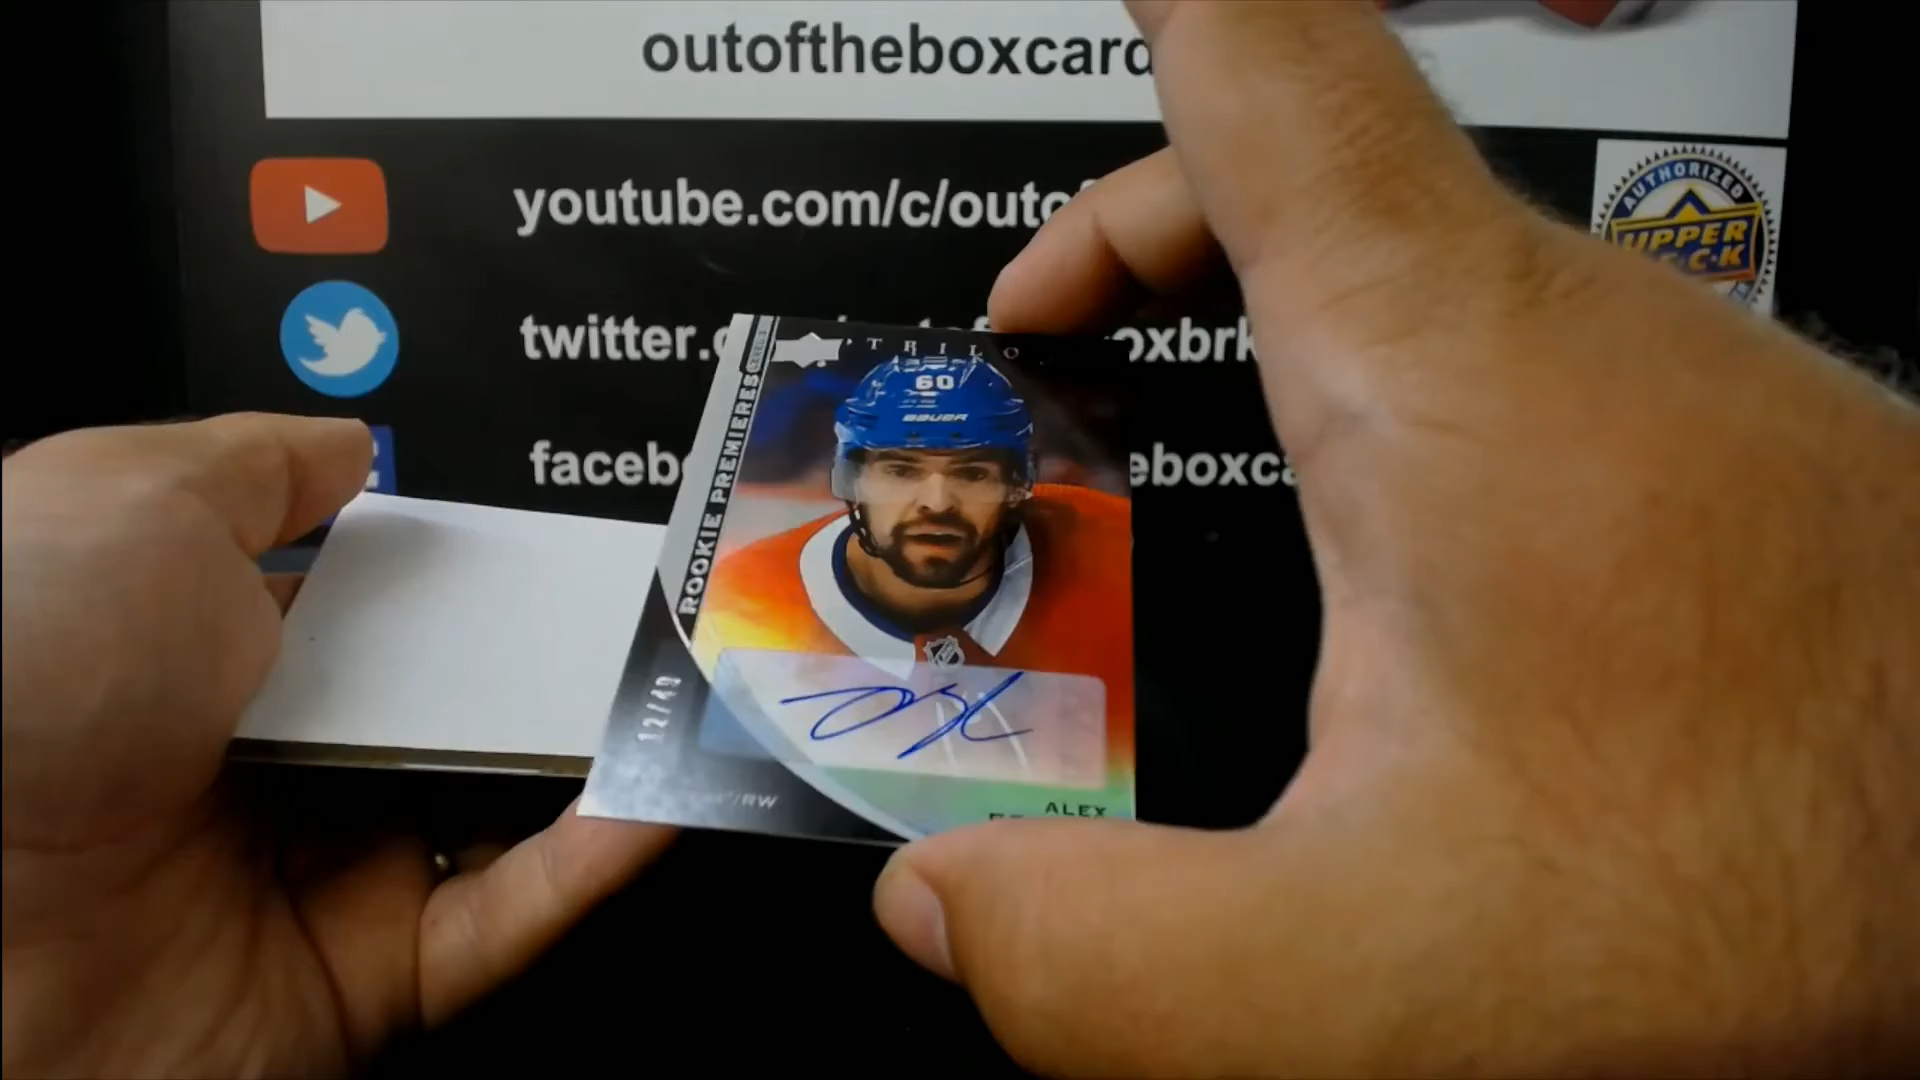 outoftheboxcard
AUTHORIZED
UPPER
youtube.com/c/outo
twitter.
oxbrk
faceb
eboxca
TRILO
60
BAUER
ROOKIE PREMIERES
12/49
/RW
ALEX